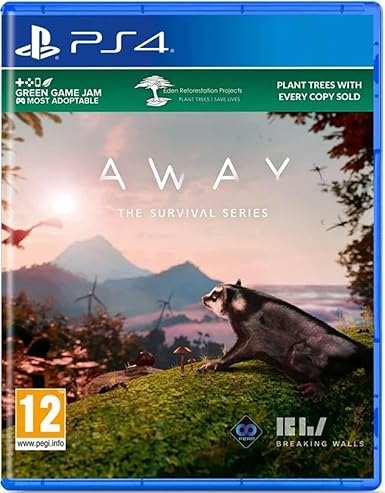 PS4
GREEN GAME JAM
MOST ADOPTABLE
Eden Reforestation Projects
PLANT TREES | SAVE LIVES
PLANT TREES WITH
EVERY COPY SOLD
AWAY
THE SURVIVAL SERIES
12
www.pegi.info
PERP
BREAKING WALLS